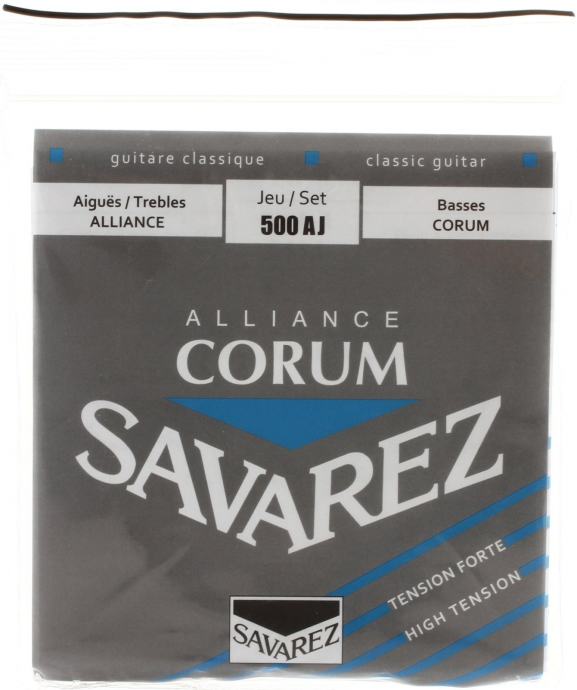 guitare classique
classic guitar
Aiguës / Trebles
ALLIANCE
Jeu / Set
500 AJ
Basses
CORUM
ALLIANCE
CORUM
SAVAREZ
TENSION FORTE
HIGH TENSION
SAVAREZ